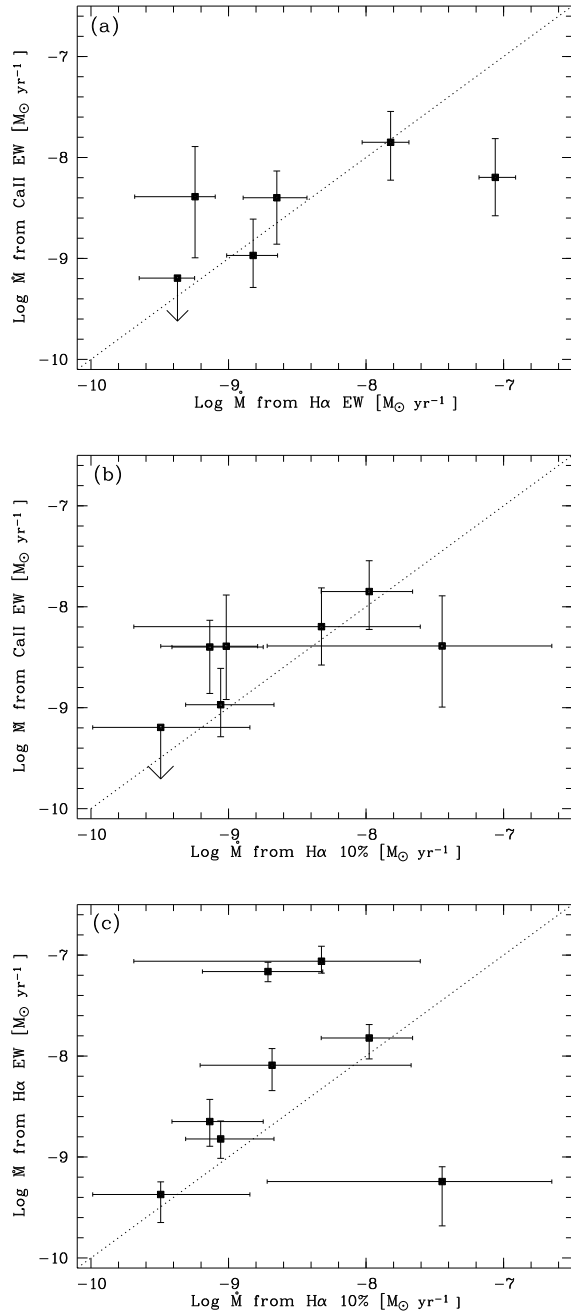 (a)
−7
−8
−9
−10
Log Ṁ from CaII EW [M⊙ yr−1 ]
−10 −9 −8 −7
Log Ṁ from Hα EW [M⊙ yr−1 ]
(b)
−7
−8
−9
−10
Log Ṁ from CaII EW [M⊙ yr−1 ]
−10 −9 −8 −7
Log Ṁ from Hα 10% [M⊙ yr−1 ]
(c)
−7
−8
−9
−10
Log Ṁ from Hα EW [M⊙ yr−1 ]
−10 −9 −8 −7
Log Ṁ from Hα 10% [M⊙ yr−1 ]